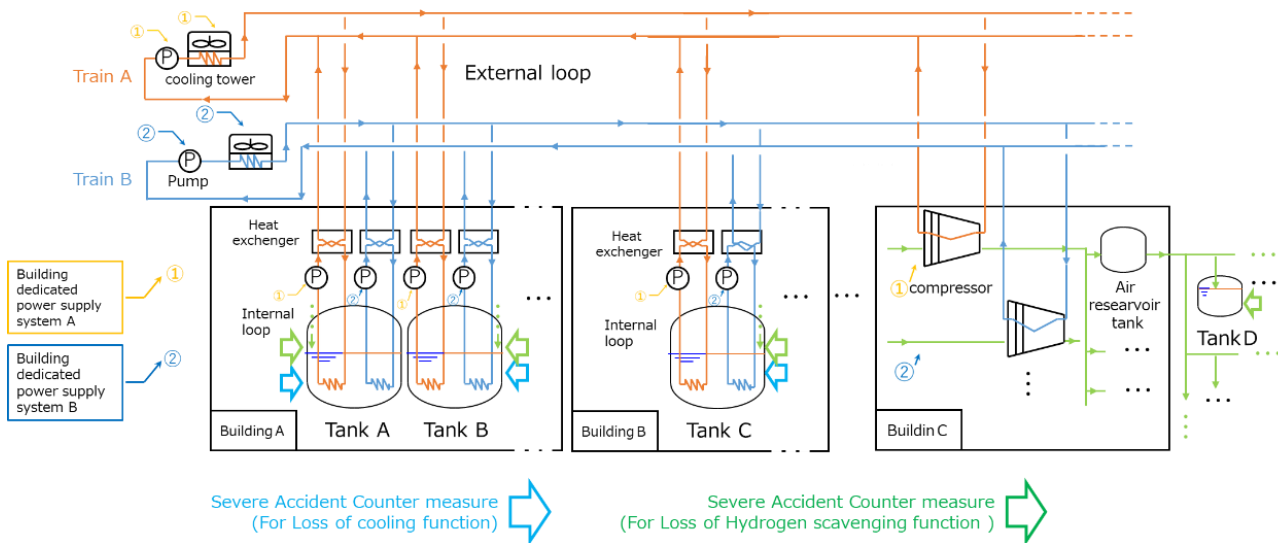 ①
①
P
cooling tower
Train A
External loop
②
②
P
Pump
Train B
Heat
exchenger
P
P
P
P
①
②
①
②
Internal
loop
...
Building A
Tank A
Tank B
Heat
exchenger
P
P
①
②
Internal
loop
...
...
Building B
Tank C
①
compressor
②
Air
researvoir
tank
...
...
...
Buildin C
...
...
Tank D
...
...
...
Building
dedicated
power supply
system A
①
Building
dedicated
power supply
system B
②
Severe Accident Counter measure
(For Loss of cooling function)
Severe Accident Counter measure
(For Loss of Hydrogen scavenging function )